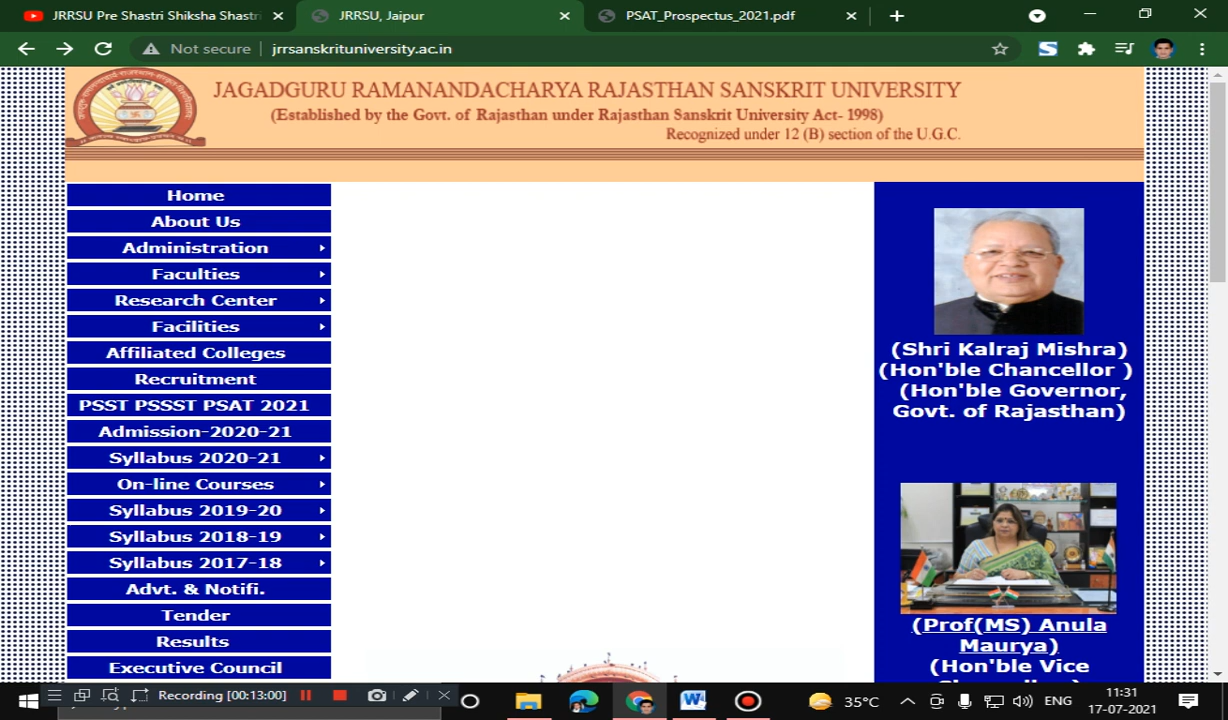 JRRSU Pre Shastri Shiksha Shastri
JRRSU, Jaipur
PSAT_Prospectus_2021.pdf
Not secure
jrrsanskrituniversity.ac.in
JAGADGURU RAMANANDACHARYA RAJASTHAN SANSKRIT UNIVERSITY
(Established by the Govt. of Rajasthan under Rajasthan Sanskrit University Act- 1998)
Recognized under 12 (B) section of the U.G.C.
Home
About Us
Administration
Faculties
Research Center
Facilities
Affiliated Colleges
Recruitment
PSST PSSST PSAT 2021
Admission-2020-21
Syllabus 2020-21
On-line Courses
Syllabus 2019-20
Syllabus 2018-19
Syllabus 2017-18
Advt. & Notifi.
Tender
Results
Executive Council
(Shri Kalraj Mishra)
(Hon'ble Chancellor )
(Hon'ble Governor,
Govt. of Rajasthan)
(Prof(MS) Anula
Maurya)
(Hon'ble Vice
Recording [00:13:00]
35°C
ENG
11:31
17-07-2021